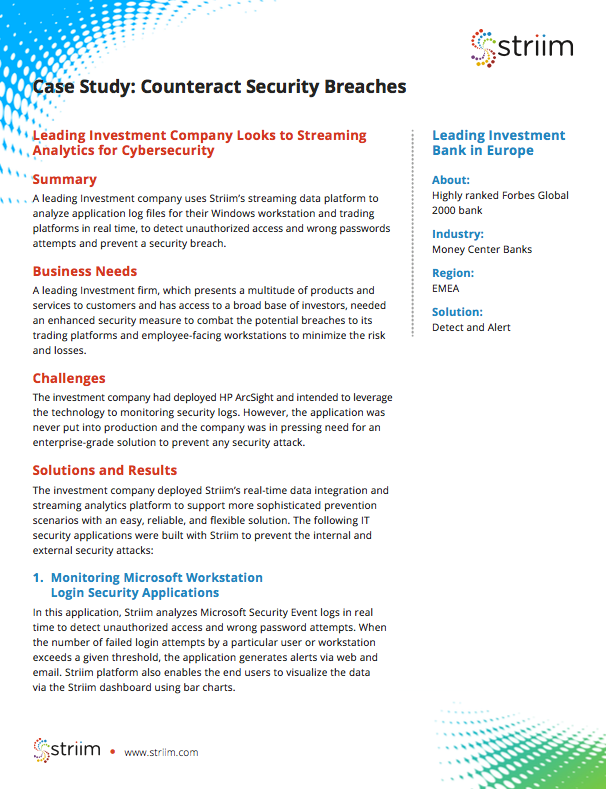 striim
Case Study: Counteract Security Breaches
Leading Investment Company Looks to Streaming
Analytics for Cybersecurity
Summary
A leading Investment company uses Striim's streaming data platform to
analyze application log files for their Windows workstation and trading
platforms in real time, to detect unauthorized access and wrong passwords
attempts and prevent a security breach.
Business Needs
A leading Investment firm, which presents a multitude of products and
services to customers and has access to a broad base of investors, needed
an enhanced security measure to combat the potential breaches to its
trading platforms and employee-facing workstations to minimize the risk
and losses.
Challenges
The investment company had deployed HP ArcSight and intended to leverage
the technology to monitoring security logs. However, the application was
never put into production and the company was in pressing need for an
enterprise-grade solution to prevent any security attack.
Solutions and Results
The investment company deployed Striim's real-time data integration and
streaming analytics platform to support more sophisticated prevention
scenarios with an easy, reliable, and flexible solution. The following IT
security applications were built with Striim to prevent the internal and
external security attacks:
1. Monitoring Microsoft Workstation
Login Security Applications
In this application, Striim analyzes Microsoft Security Event logs in real
time to detect unauthorized access and wrong password attempts. When
the number of failed login attempts by a particular user or workstation
exceeds a given threshold, the application generates alerts via web and
email. Striim platform also enables the end users to visualize the data
via the Striim dashboard using bar charts.
Leading Investment
Bank in Europe
About:
Highly ranked Forbes Global
2000 bank
Industry:
Money Center Banks
Region:
EMEA
Solution:
Detect and Alert
striim • www.striim.com